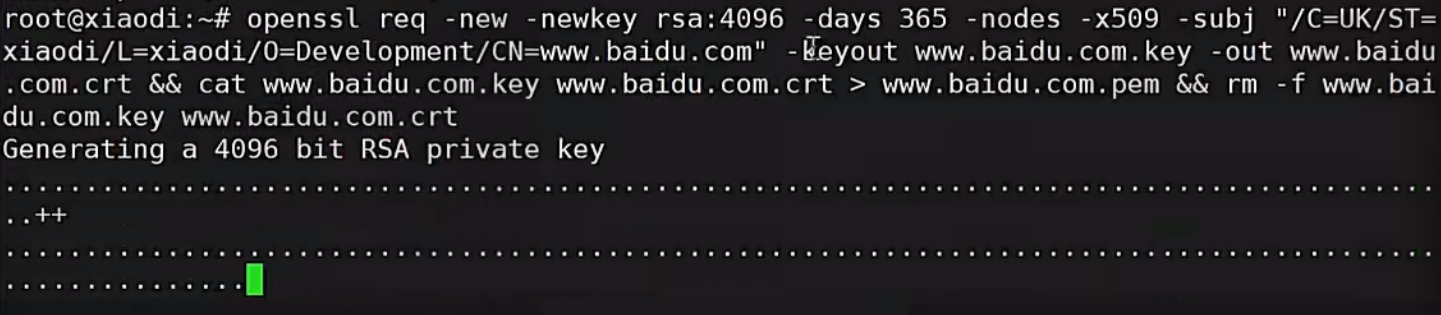 root@xiaodi:~# openssl req -new -newkey rsa:4096 -days 365 -nodes -x509 -subj "/C=UK/ST=
xiaodi/L=xiaodi/O=Development/CN=www.baidu.com" -keyout www.baidu.com.key -out www.baidu
.com.crt && cat www.baidu.com.key www.baidu.com.crt > www.baidu.com.pem && rm -f www.bai
du.com.key www.baidu.com.crt
Generating a 4096 bit RSA private key
........................................................................................
..++
........................................................................................
...............